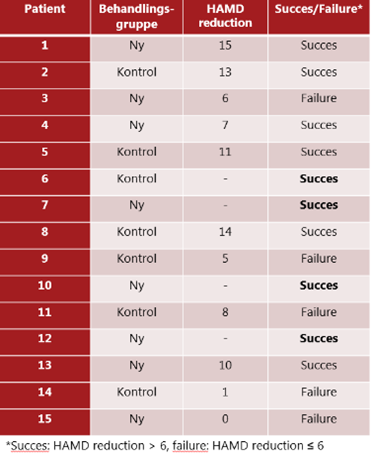 Patient Behandlings-gruppe HAMD reduction Succes/Failure*
1 Ny 15 Succes
2 Kontrol 13 Succes
3 Ny 6 Failure
4 Ny 7 Succes
5 Kontrol 11 Succes
6 Kontrol - Succes
7 Ny - Succes
8 Kontrol 14 Succes
9 Kontrol 5 Failure
10 Ny - Succes
11 Kontrol 8 Failure
12 Ny - Succes
13 Ny 10 Succes
14 Kontrol 1 Failure
15 Ny 0 Failure
*Succes: HAMD reduction > 6, failure: HAMD reduction ≤ 6